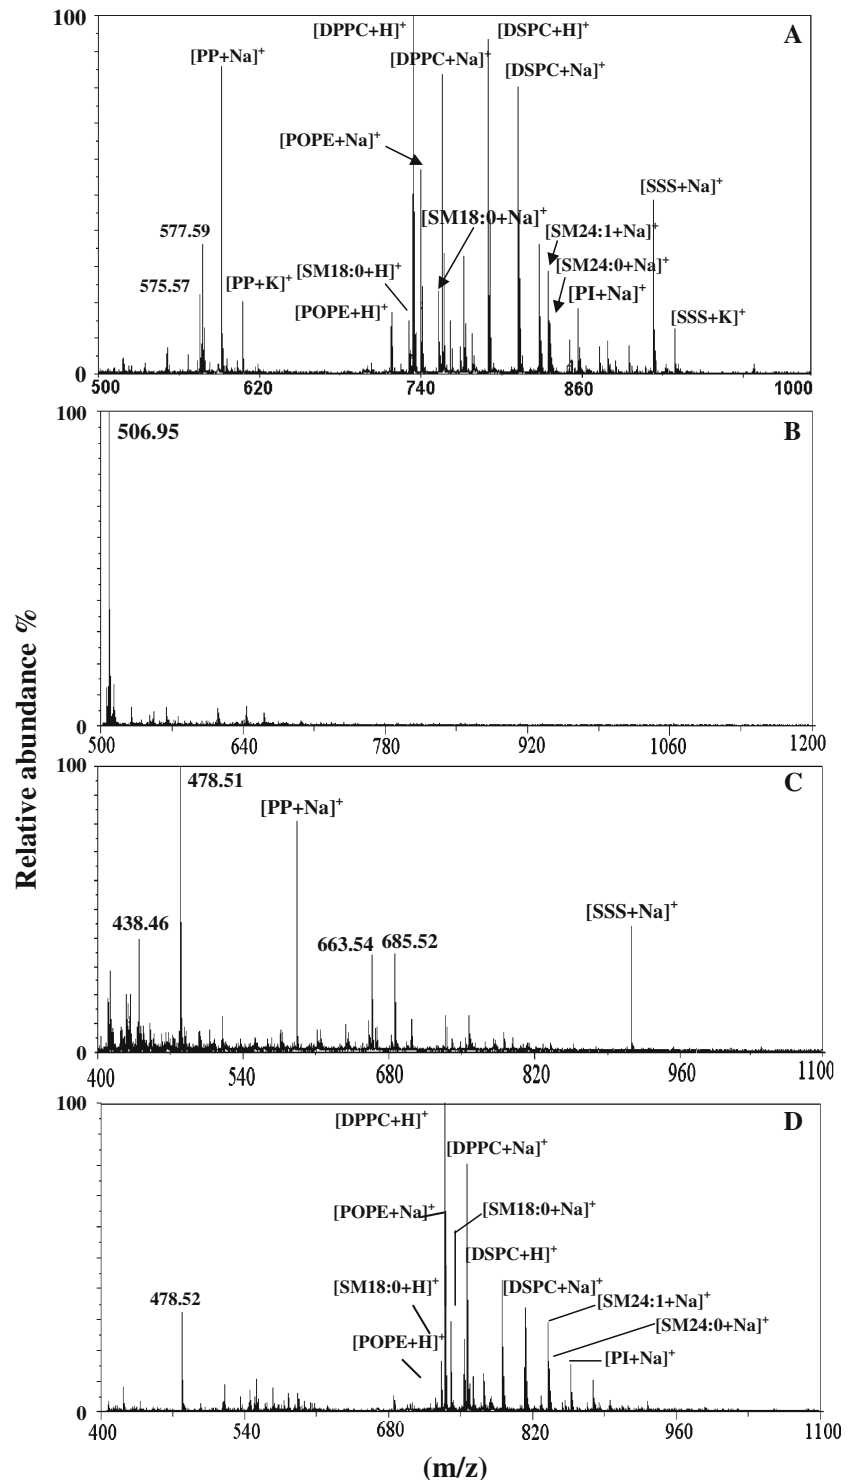 100
A
[DPPC+H]⁺
[DSPC+H]⁺
[PP+Na]⁺
[DPPC+Na]⁺
[DSPC+Na]⁺
[POPE+Na]⁺
[SSS+Na]⁺
[SM18:0+Na]⁺
577.59
[SM24:1+Na]⁺
[SM18:0+H]⁺
[SM24:0+Na]⁺
575.57
[PP+K]⁺
[PI+Na]⁺
[POPE+H]⁺
[SSS+K]⁺
0
500 620 740 860 1000
100
506.95
B
0
500 640 780 920 1060 1200
Relative abundance %
100
478.51
C
[PP+Na]⁺
[SSS+Na]⁺
438.46
663.54 685.52
0
400 540 680 820 960 1100
100
[DPPC+H]⁺
D
[DPPC+Na]⁺
[POPE+Na]⁺
[SM18:0+Na]⁺
[DSPC+H]⁺
[SM18:0+H]⁺
[DSPC+Na]⁺
478.52
[SM24:1+Na]⁺
[SM24:0+Na]⁺
[POPE+H]⁺
[PI+Na]⁺
0
400 540 680 820 960 1100
(m/z)